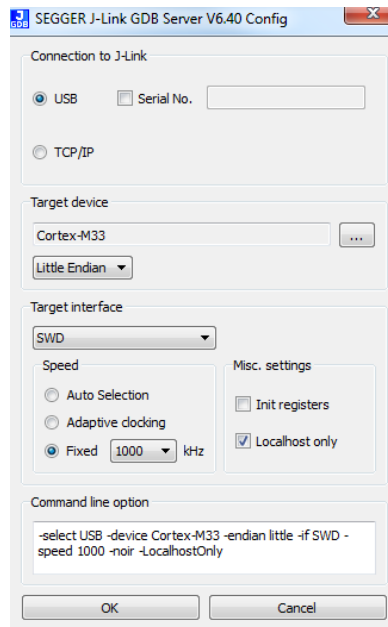 J GDB SEGGER J-Link GDB Server V6.40 Config X
Connection to J-Link
USB Serial No.
TCP/IP
Target device
Cortex-M33 ...
Little Endian
Target interface
SWD
Speed Misc. settings
Auto Selection Init registers
Adaptive clocking Localhost only
Fixed 1000 kHz
Command line option
-select USB -device Cortex-M33 -endian little -if SWD -
speed 1000 -noir -LocalhostOnly
OK Cancel